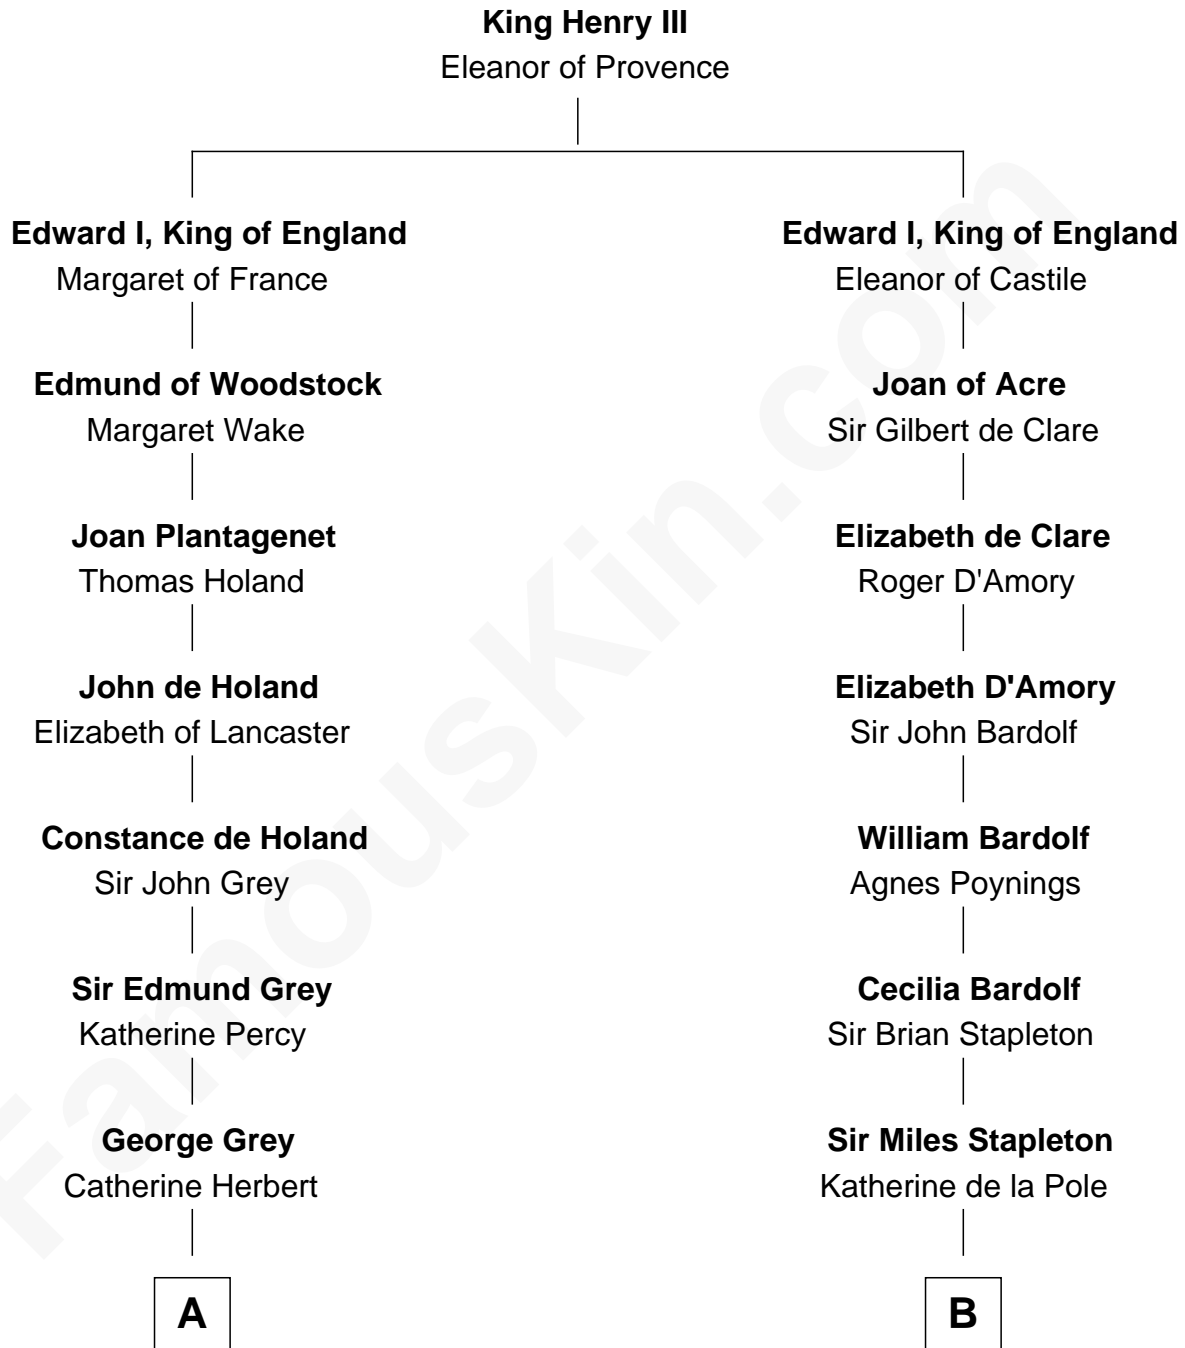 King Henry III
Eleanor of Provence
Edward I, King of England
Margaret of France
Edmund of Woodstock
Margaret Wake
Joan Plantagenet
Thomas Holand
John de Holand
Elizabeth of Lancaster
Constance de Holand
Sir John Grey
Sir Edmund Grey
Katherine Percy
George Grey
Catherine Herbert
A
Edward I, King of England
Eleanor of Castile
Joan of Acre
Sir Gilbert de Clare
Elizabeth de Clare
Roger D'Amory
Elizabeth D'Amory
Sir John Bardolf
William Bardolf
Agnes Poynings
Cecilia Bardolf
Sir Brian Stapleton
Sir Miles Stapleton
Katherine de la Pole
B
FamousKin.com